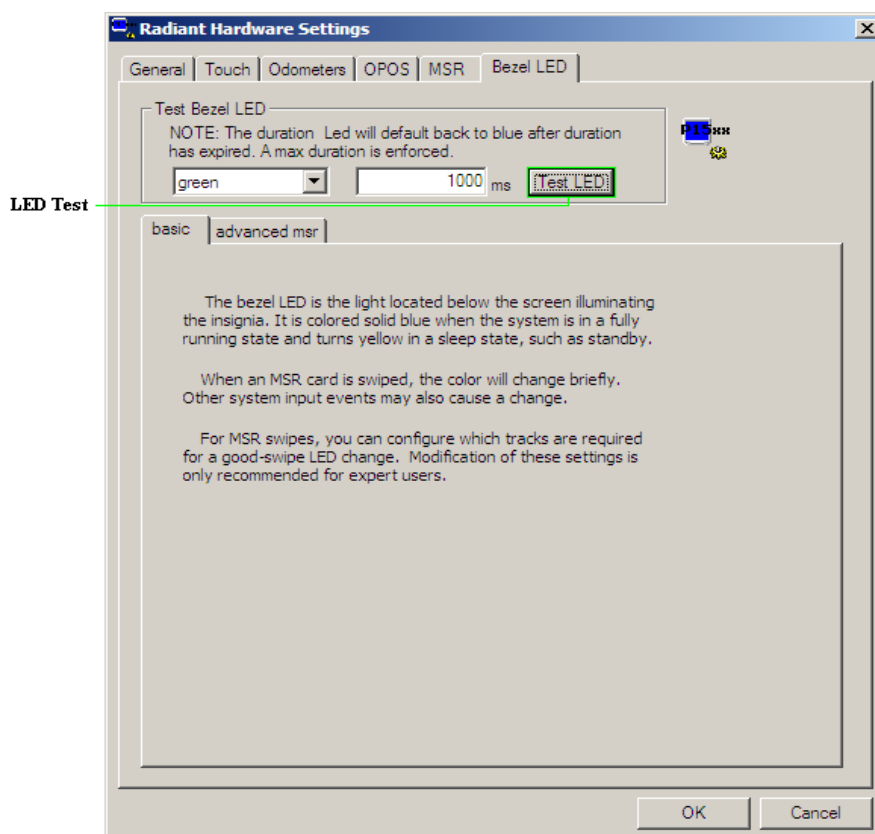 Radiant Hardware Settings
General Touch Odometers OPOS MSR Bezel LED
Test Bezel LED
NOTE: The duration Led will default back to blue after duration
has expired. A max duration is enforced.
P15xx
green 1000 ms Test LED
LED Test
basic advanced msr
The bezel LED is the light located below the screen illuminating
the insignia. It is colored solid blue when the system is in a fully
running state and turns yellow in a sleep state, such as standby.
When an MSR card is swiped, the color will change briefly.
Other system input events may also cause a change.
For MSR swipes, you can configure which tracks are required
for a good-swipe LED change. Modification of these settings is
only recommended for expert users.
OK Cancel